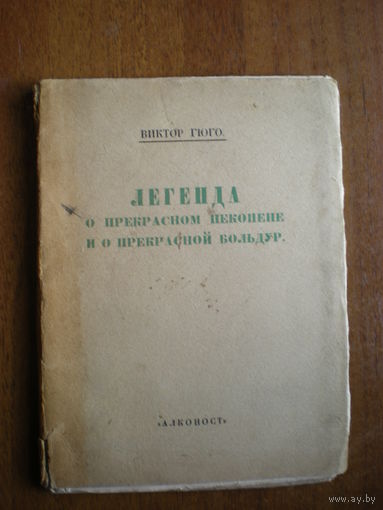 ВИКТОР ГЮГО.
ЛЕГЕНДА
О ПРЕКРАСНОМ ПЕКОПЕНЕ
И О ПРЕКРАСНОЙ БОЛЬДУР.
«АЛКОНОСТ»
www.ay.by